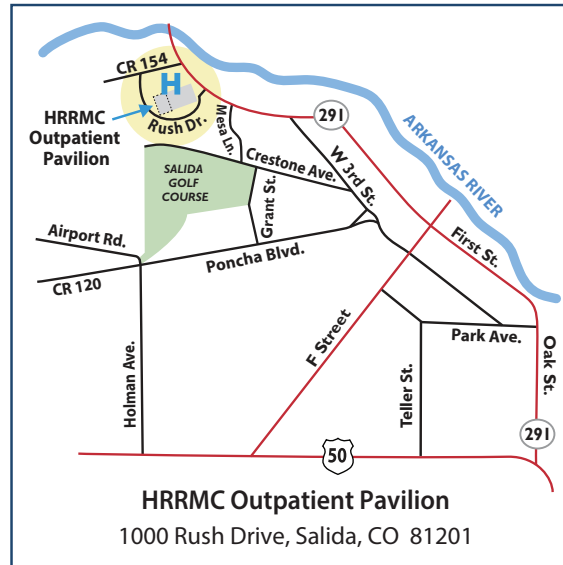 CR 154
H
HRRMC
Outpatient
Pavilion
Rush Dr.
Mesa Ln.
291
ARKANSAS RIVER
SALIDA
GOLF
COURSE
Crestone Ave.
W 3rd St.
Grant St.
Airport Rd.
Poncha Blvd.
First St.
CR 120
F Street
Park Ave.
Holman Ave.
Teller St.
Oak St.
291
50
HRRMC Outpatient Pavilion
1000 Rush Drive, Salida, CO 81201